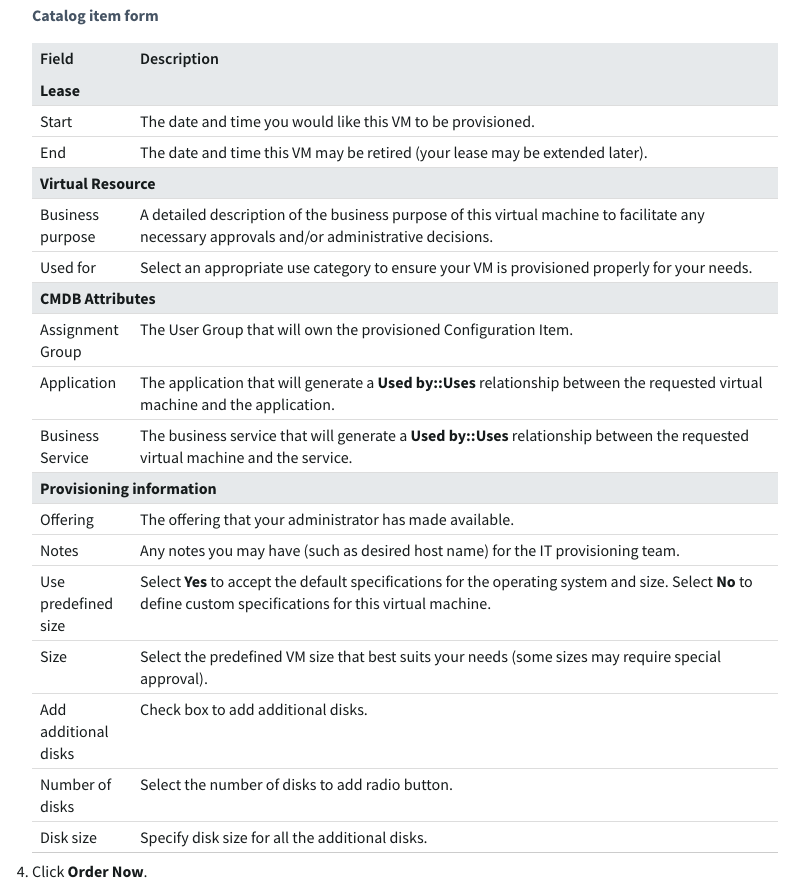 Catalog item form
Field Description
Lease
Start The date and time you would like this VM to be provisioned.
End The date and time this VM may be retired (your lease may be extended later).
Virtual Resource
Business purpose A detailed description of the business purpose of this virtual machine to facilitate any
necessary approvals and/or administrative decisions.
Used for Select an appropriate use category to ensure your VM is provisioned properly for your needs.
CMDB Attributes
Assignment Group The User Group that will own the provisioned Configuration Item.
Application The application that will generate a Used by::Uses relationship between the requested virtual
machine and the application.
Business Service The business service that will generate a Used by::Uses relationship between the requested
virtual machine and the service.
Provisioning information
Offering The offering that your administrator has made available.
Notes Any notes you may have (such as desired host name) for the IT provisioning team.
Use predefined size Select Yes to accept the default specifications for the operating system and size. Select No to
define custom specifications for this virtual machine.
Size Select the predefined VM size that best suits your needs (some sizes may require special
approval).
Add additional disks Check box to add additional disks.
Number of disks Select the number of disks to add radio button.
Disk size Specify disk size for all the additional disks.
4. Click Order Now.